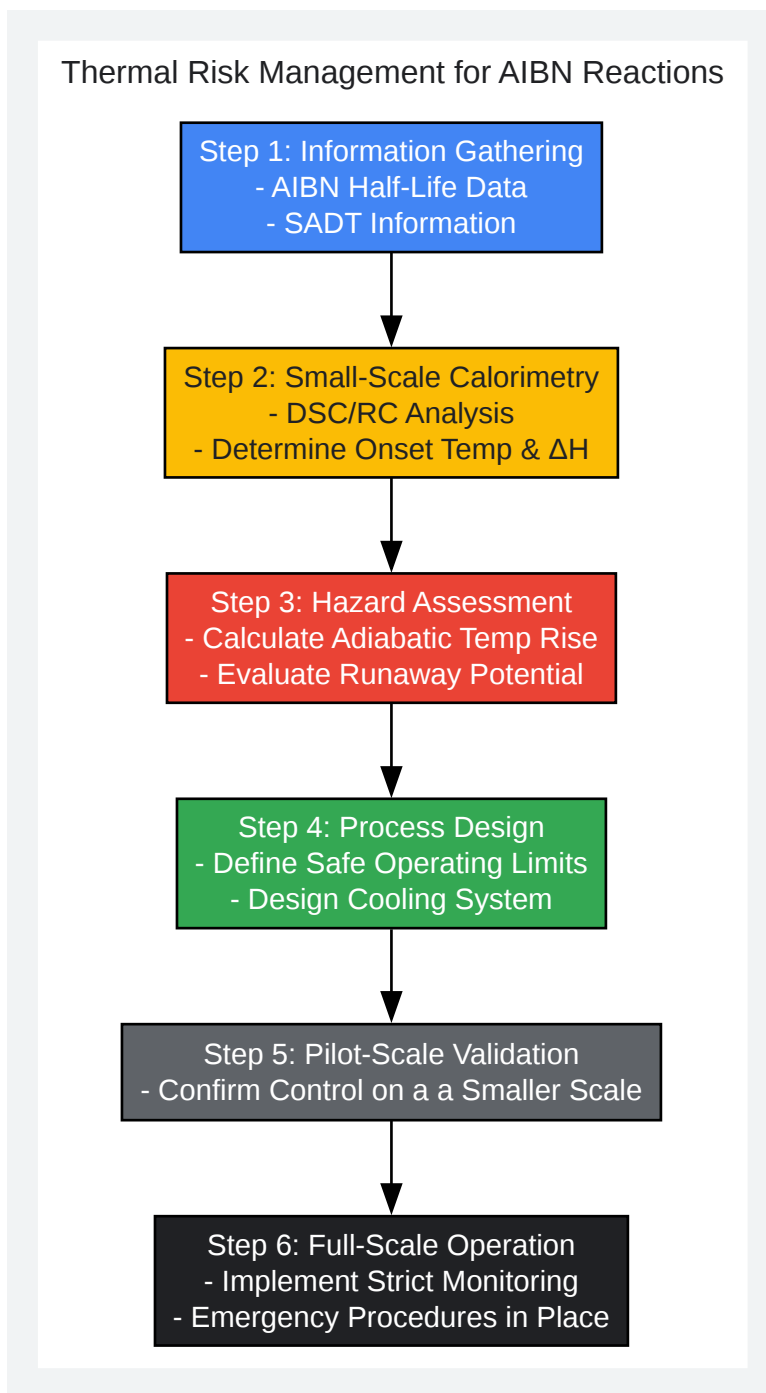 Thermal Risk Management for AIBN Reactions
Step 1: Information Gathering
- AIBN Half-Life Data
- SADT Information
Step 2: Small-Scale Calorimetry
- DSC/RC Analysis
- Determine Onset Temp & ΔH
Step 3: Hazard Assessment
- Calculate Adiabatic Temp Rise
- Evaluate Runaway Potential
Step 4: Process Design
- Define Safe Operating Limits
- Design Cooling System
Step 5: Pilot-Scale Validation
- Confirm Control on a a Smaller Scale
Step 6: Full-Scale Operation
- Implement Strict Monitoring
- Emergency Procedures in Place